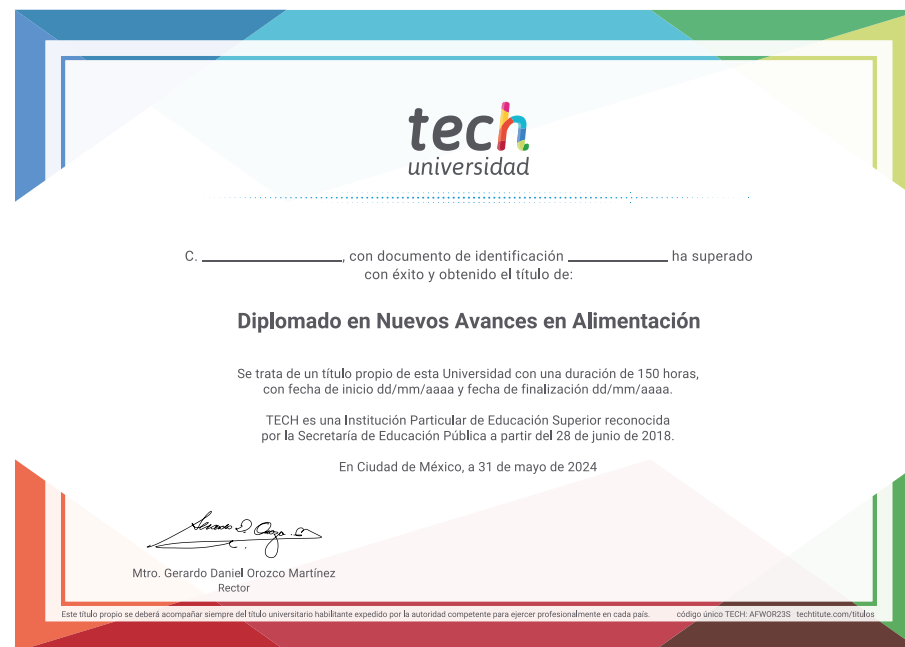 tech
universidad
C. ____________, con documento de identificación ____________ ha superado
con éxito y obtenido el título de:
Diplomado en Nuevos Avances en Alimentación
Se trata de un título propio de esta Universidad con una duración de 150 horas,
con fecha de inicio dd/mm/aaaa y fecha de finalización dd/mm/aaaa.
TECH es una Institución Particular de Educación Superior reconocida
por la Secretaría de Educación Pública a partir del 28 de junio de 2018.
En Ciudad de México, a 31 de mayo de 2024
Mtro. Gerardo Daniel Orozco Martínez
Rector
Este título propio se deberá acompañar siempre del título universitario habilitante expedido por la autoridad competente para ejercer profesionalmente en cada país. código único TECH: AFWOR23S techtitute.com/titulos